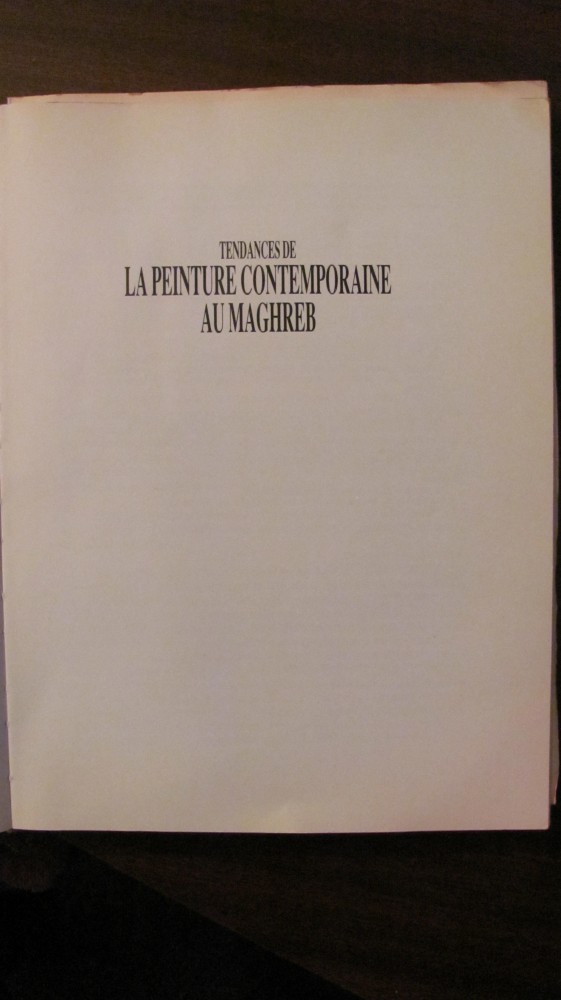 TENDANCES DE
LA PEINTURE CONTEMPORAINE
AU MAGHREB